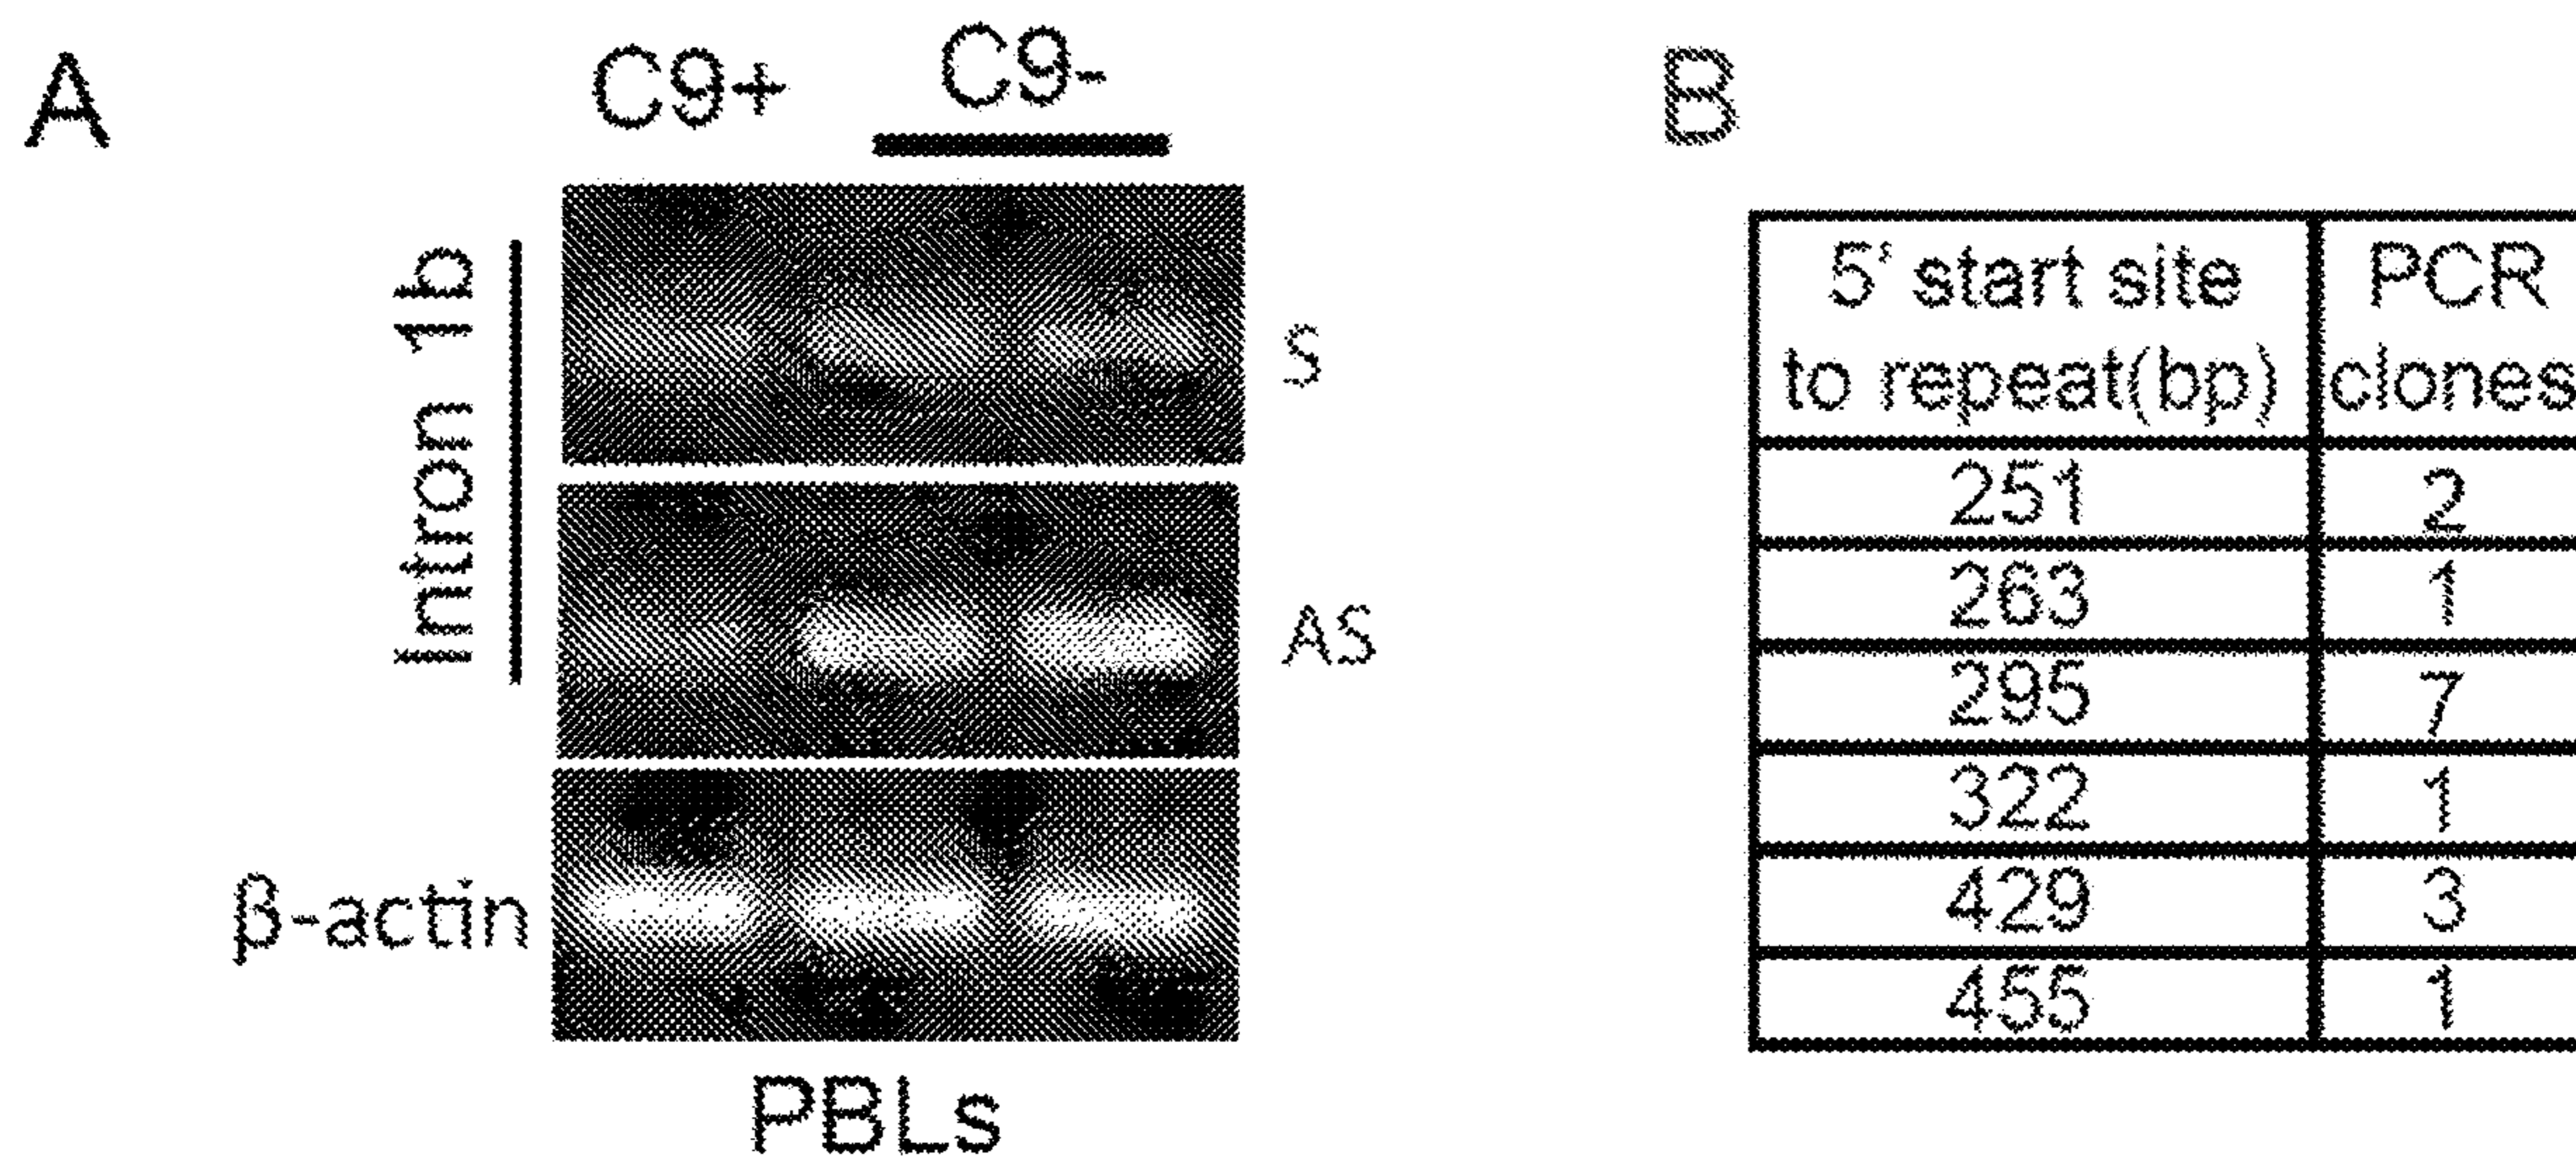 A
C9+ C9-
Intron 1b
S
AS
β-actin
PBLs
B
5' start site to repeat(bp) PCR clones
251 2
263 1
295 7
322 1
429 3
455 1